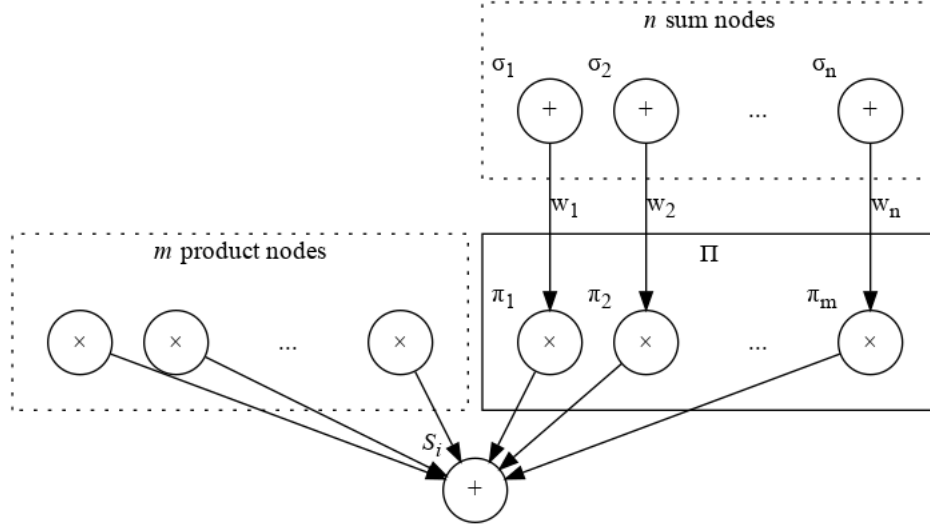 n sum nodes
σ1 σ2 σn
+ + ... +
w1 w2 wn
m product nodes Π
π1 π2 πm
× × ... × × × ... ×
Si
+